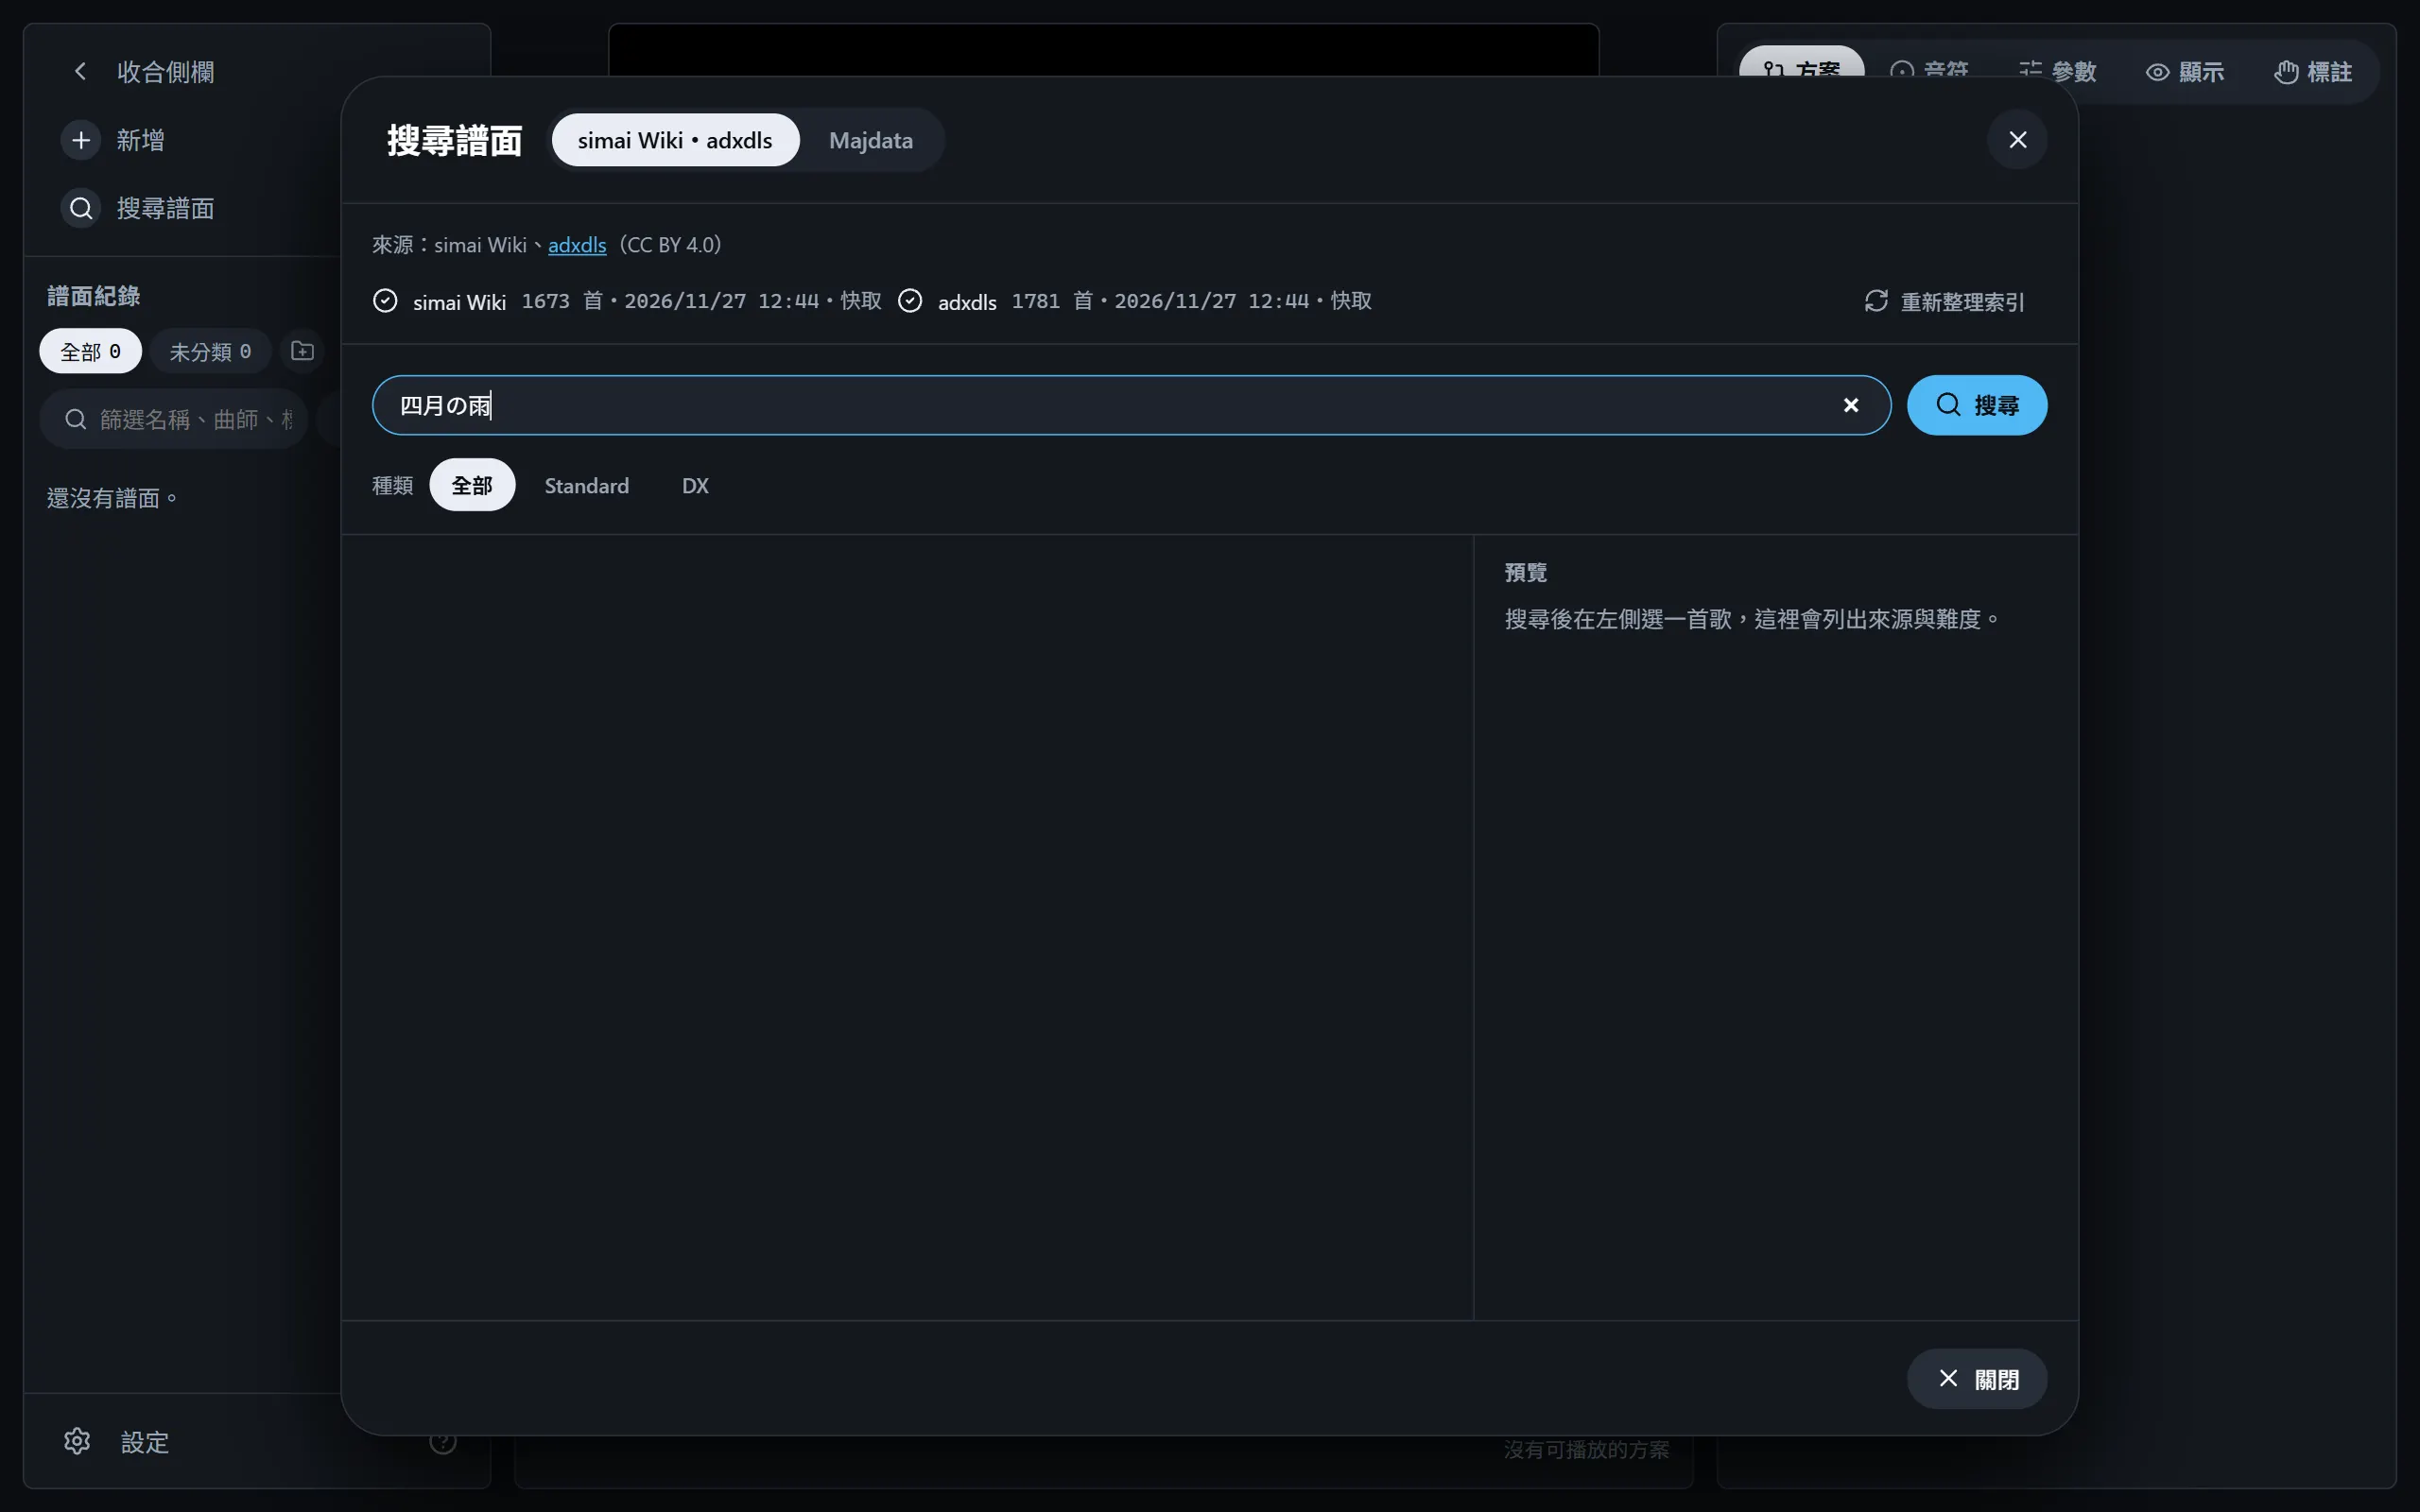 收合側欄
新增
搜尋譜面
譜面紀錄
全部 0
未分類 0
篩選名稱、曲師、
還沒有譜面。
設定
方案
音符
參數
顯示
標註
搜尋譜面
simai Wiki・adxdls
Majdata
來源：simai Wiki、adxdls（CC BY 4.0）
simai Wiki 1673 首・2026/11/27 12:44・快取 adxdls 1781 首・2026/11/27 12:44・快取
重新整理索引
四月の雨
搜尋
種類 全部 Standard DX
預覽
搜尋後在左側選一首歌，這裡會列出來源與難度。
關閉
沒有可播放的方案